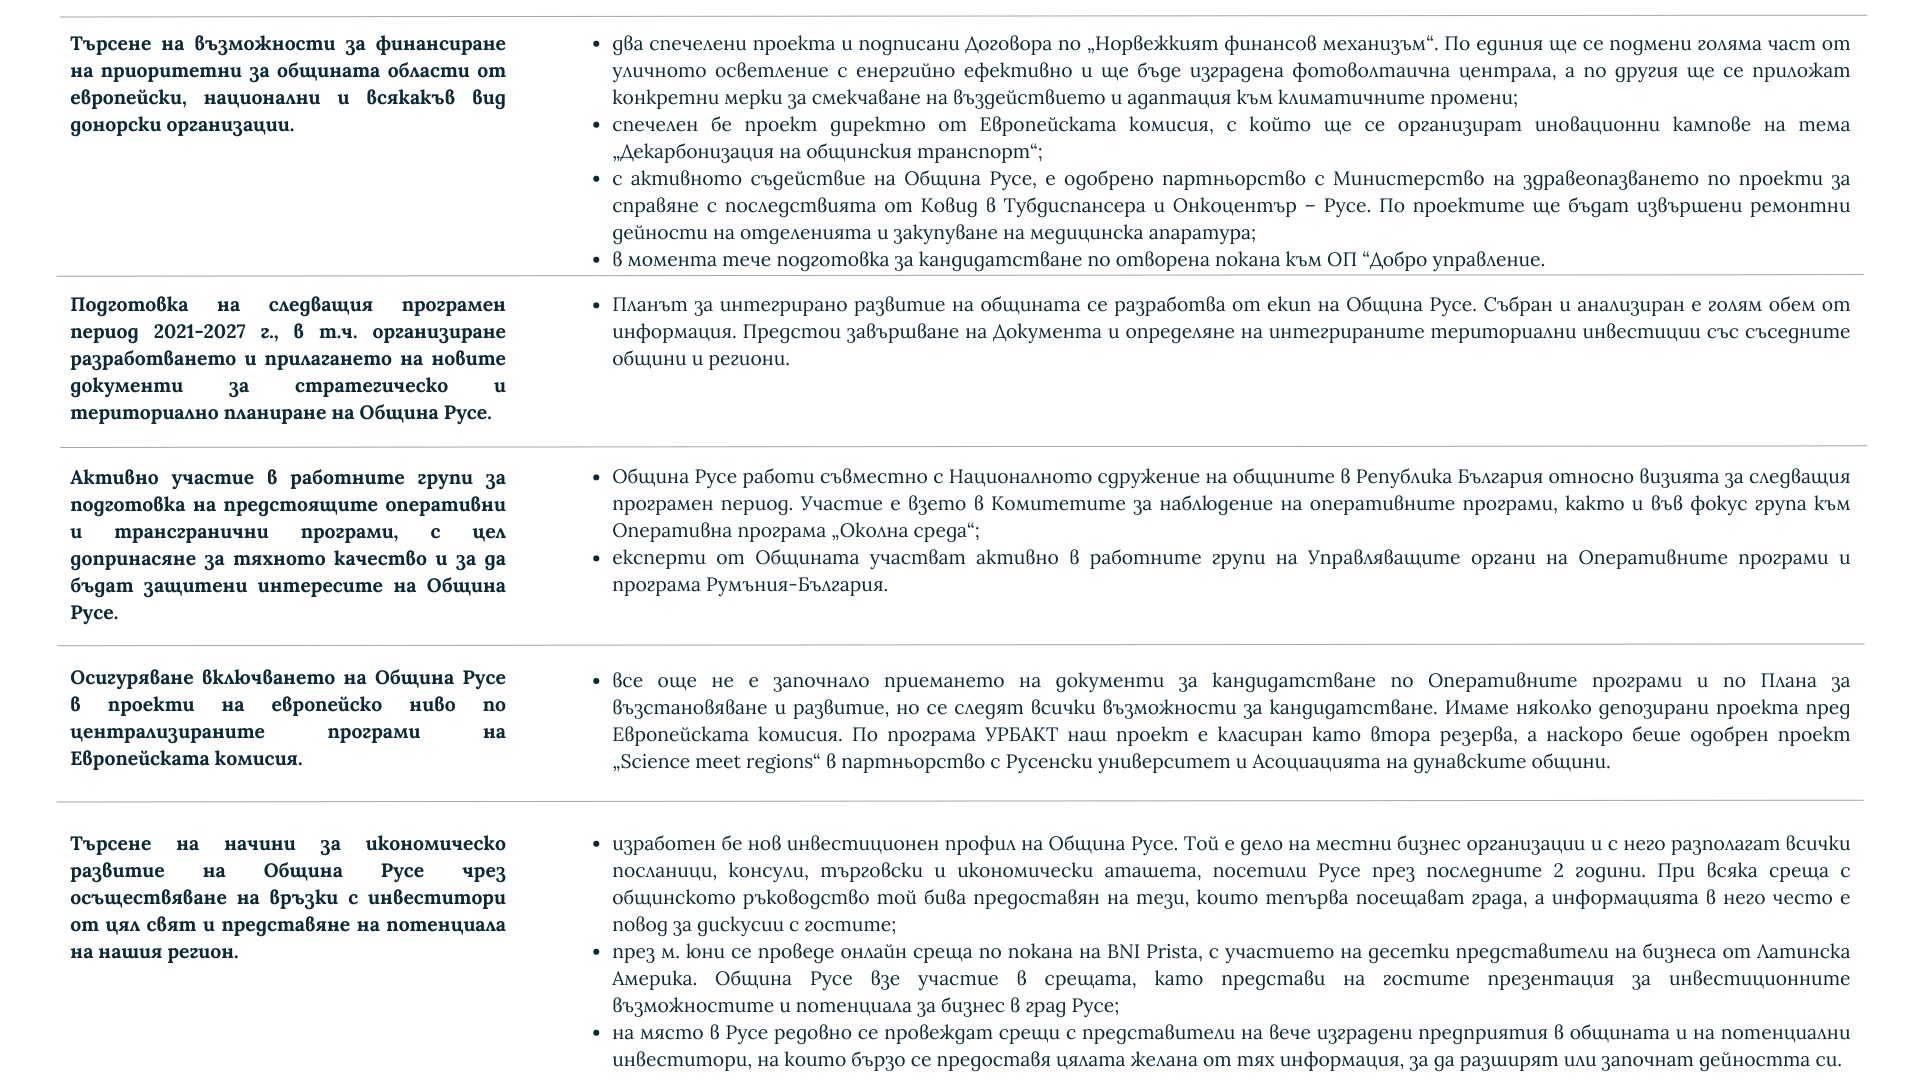 Търсене на възможности за финансиране
на приоритетни за общината области от
европейски, национални и всякакъв вид
донорски организации.
• два спечелени проекта и подписани Договора по „Норвежкият финансов механизъм“. По единия ще се подмени голяма част от
уличното осветление с енергийно ефективно и ще бъде изградена фотоволтаична централа, а по другия ще се приложат
конкретни мерки за смекчаване на въздействието и адаптация към климатичните промени;
• спечелен бе проект директно от Европейската комисия, с който ще се организират иновационни кампове на тема
„Декарбонизация на общинския транспорт“;
• с активното съдействие на Община Русе, е одобрено партньорство с Министерство на здравеопазването по проекти за
справяне с последствията от Ковид в Тубдиспансера и Онкоцентър – Русе. По проектите ще бъдат извършени ремонтни
дейности на отделенията и закупуване на медицинска апаратура;
• в момента тече подготовка за кандидатстване по отворена покана към ОП “Добро управление.
Подготовка на следващия програмен
период 2021-2027 г., в т.ч. организиране
разработването и прилагането на новите
документи за стратегическо и
териториално планиране на Община Русе.
• Планът за интегрирано развитие на общината се разработва от екип на Община Русе. Събран и анализиран е голям обем от
информация. Предстои завършване на Документа и определяне на интегрираните териториални инвестиции със съседните
общини и региони.
Активно участие в работните групи за
подготовка на предстоящите оперативни
и трансгранични програми, с цел
допринасяне за тяхното качество и за да
бъдат защитени интересите на Община
Русе.
• Община Русе работи съвместно с Националното сдружение на общините в Република България относно визията за следващия
програмен период. Участие е взето в Комитетите за наблюдение на оперативните програми, както и във фокус група към
Оперативна програма „Околна среда“;
• експерти от Общината участват активно в работните групи на Управляващите органи на Оперативните програми и
програма Румъния-България.
Осигуряване включването на Община Русе
в проекти на европейско ниво по
централизираните програми на
Европейската комисия.
• все още не е започнало приемането на документи за кандидатстване по Оперативните програми и по Плана за
възстановяване и развитие, но се следят всички възможности за кандидатстване. Имаме няколко депозирани проекта пред
Европейската комисия. По програма УРБАКТ наш проект е класиран като втора резерва, а наскоро беше одобрен проект
„Science meet regions“ в партньорство с Русенски университет и Асоциацията на дунавските общини.
Търсене на начини за икономическо
развитие на Община Русе чрез
осъществяване на връзки с инвеститори
от цял свят и представяне на потенциала
на нашия регион.
• изработен бе нов инвестиционен профил на Община Русе. Той е дело на местни бизнес организации и с него разполагат всички
посланици, консули, търговски и икономически аташета, посетили Русе през последните 2 години. При всяка среща с
общинското ръководство той бива предоставян на тези, които тепърва посещават града, а информацията в него често е
повод за дискусии с гостите;
• през м. юни се проведе онлайн среща по покана на BNI Prista, с участието на десетки представители на бизнеса от Латинска
Америка. Община Русе взе участие в срещата, като представи на гостите презентация за инвестиционните
възможностите и потенциала за бизнес в град Русе;
• на място в Русе редовно се провеждат срещи с представители на вече изградени предприятия в общината и на потенциални
инвеститори, на които бързо се предоставя цялата желана от тях информация, за да разширят или започнат дейността си.